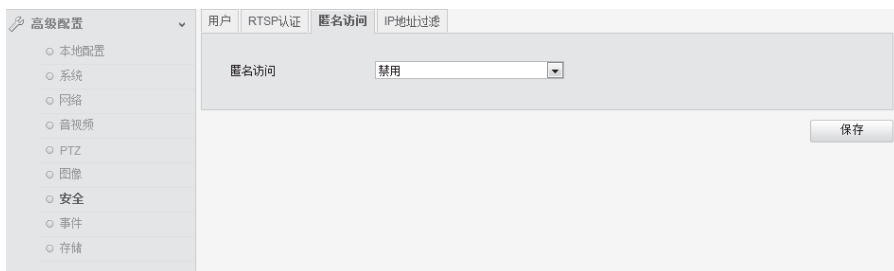 高级配置
本地配置
系统
网络
音视频
PTZ
图像
安全
事件
存储
用户 RTSP认证 匿名访问 IP地址过滤
匿名访问 禁用
保存